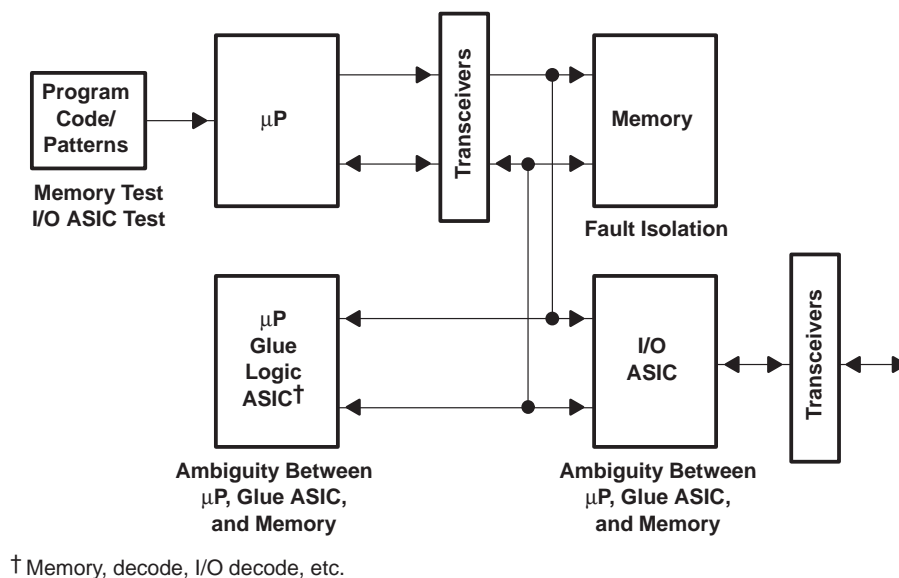 Program
Code/
Patterns
Memory Test
I/O ASIC Test
μP
Transceivers
Memory
Fault Isolation
μP
Glue
Logic
ASIC†
Ambiguity Between
μP, Glue ASIC,
and Memory
I/O
ASIC
Ambiguity Between
μP, Glue ASIC,
and Memory
Transceivers
† Memory, decode, I/O decode, etc.